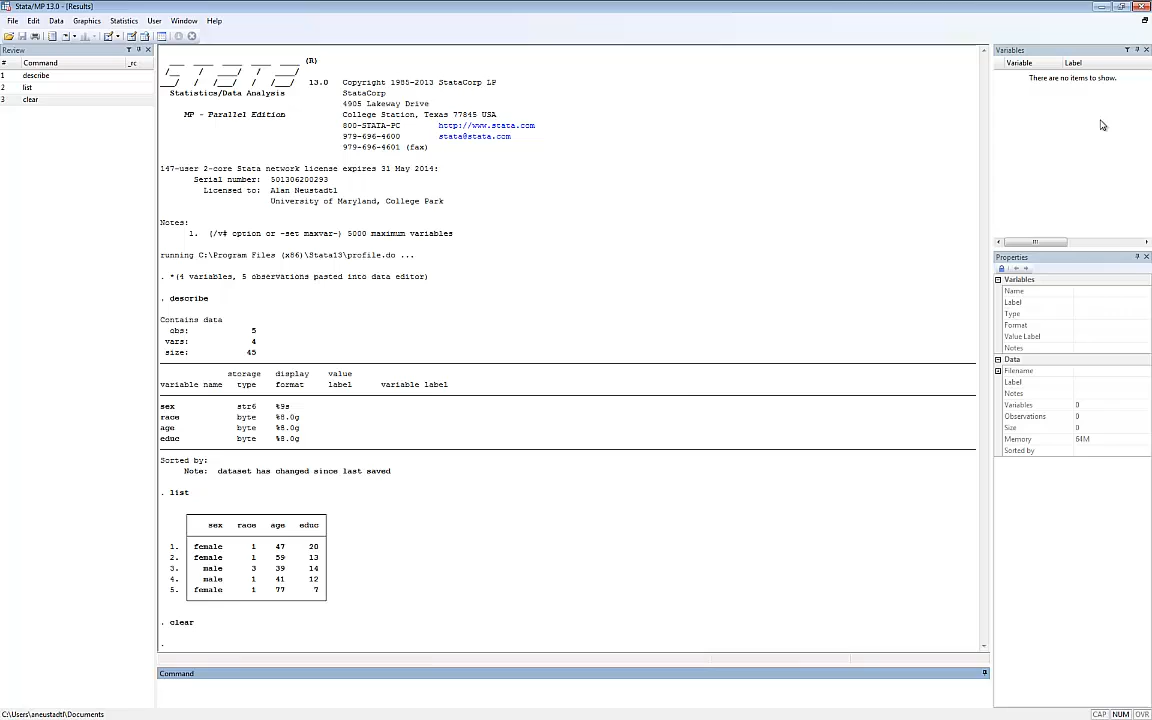 Stata/MP 13.0 - [Results]
File Edit Data Graphics Statistics User Window Help
Review
# Command _rc
1 describe
2 list
3 clear
(R)
13.0 Copyright 1985-2013 StataCorp LP
Statistics/Data Analysis StataCorp
4905 Lakeway Drive
MP - Parallel Edition College Station, Texas 77845 USA
800-STATA-PC http://www.stata.com
979-696-4600 stata@stata.com
979-696-4601 (fax)
147-user 2-core Stata network license expires 31 May 2014:
Serial number: 501306200293
Licensed to: Alan Neustadtl
University of Maryland, College Park
Notes:
1. (/v# option or -set maxvar-) 5000 maximum variables
running C:\Program Files (x86)\Stata13\profile.do ...
. *(4 variables, 5 observations pasted into data editor)
. describe
Contains data
obs: 5
vars: 4
size: 45
storage display value
variable name type format label variable label
sex str6 %9s
race byte %8.0g
age byte %8.0g
educ byte %8.0g
Sorted by:
Note: dataset has changed since last saved
. list
sex race age educ
1. female 1 47 20
2. female 1 59 13
3. male 3 39 14
4. male 1 41 12
5. female 1 77 7
. clear
.
Command
Variables
Variable Label
There are no items to show.
Properties
Variables
Name
Label
Type
Format
Value Label
Notes
Data
Filename
Label
Notes
Variables 0
Observations 0
Size 0
Memory 64M
Sorted by
C:\Users\aneustadtl\Documents
CAP NUM OVR